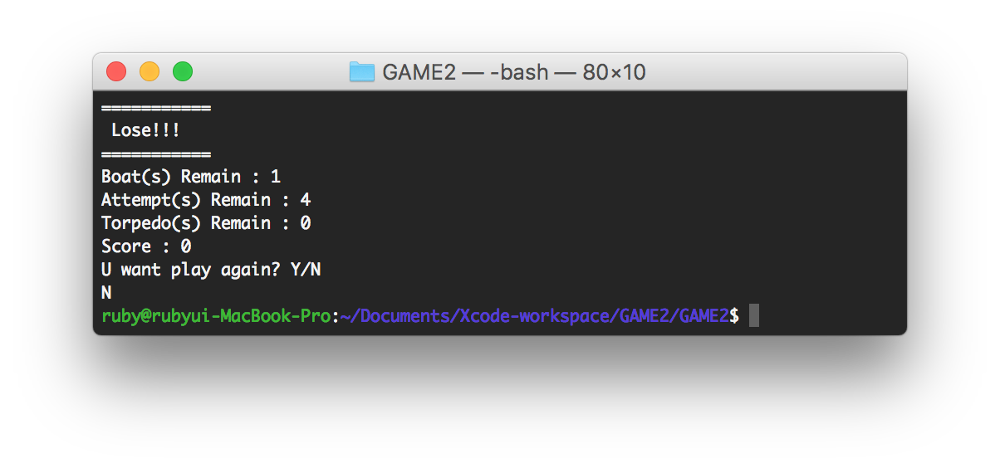 GAME2 — -bash — 80×10
===========
Lose!!!
===========
Boat(s) Remain : 1
Attempt(s) Remain : 4
Torpedo(s) Remain : 0
Score : 0
U want play again? Y/N
N
ruby@rubyui-MacBook-Pro:~/Documents/Xcode-workspace/GAME2/GAME2$